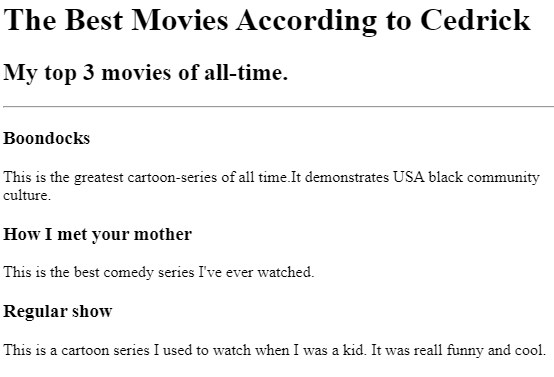 The Best Movies According to Cedrick
My top 3 movies of all-time.
Boondocks
This is the greatest cartoon-series of all time.It demonstrates USA black community
culture.
How I met your mother
This is the best comedy series I've ever watched.
Regular show
This is a cartoon series I used to watch when I was a kid. It was reall funny and cool.